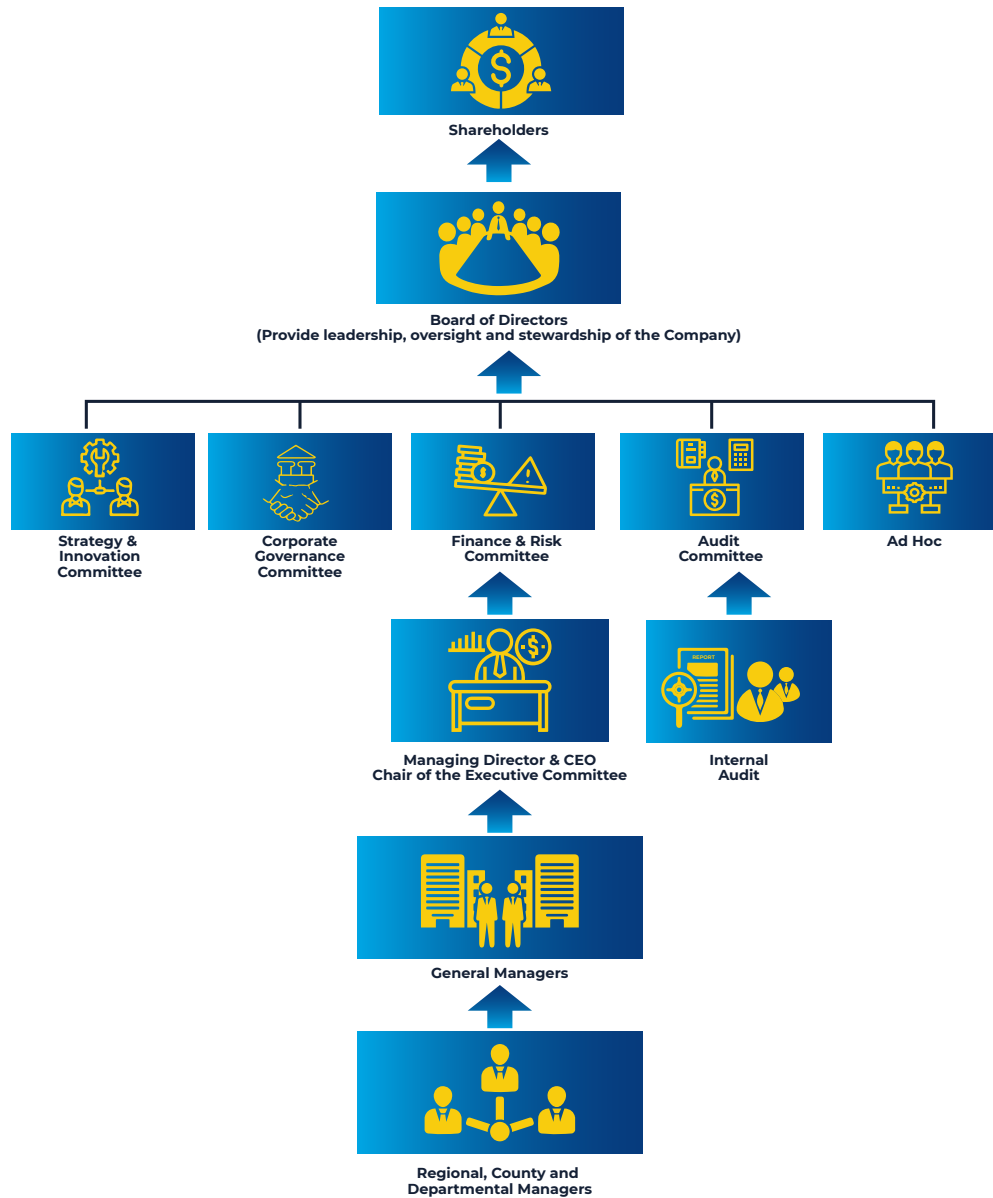 Shareholders
Board of Directors
(Provide leadership, oversight and stewardship of the Company)
Strategy &
Innovation
Committee
Corporate
Governance
Committee
Finance & Risk
Committee
Audit
Committee
Ad Hoc
Managing Director & CEO
Chair of the Executive Committee
REPORT
Internal
Audit
General Managers
Regional, County and
Departmental Managers